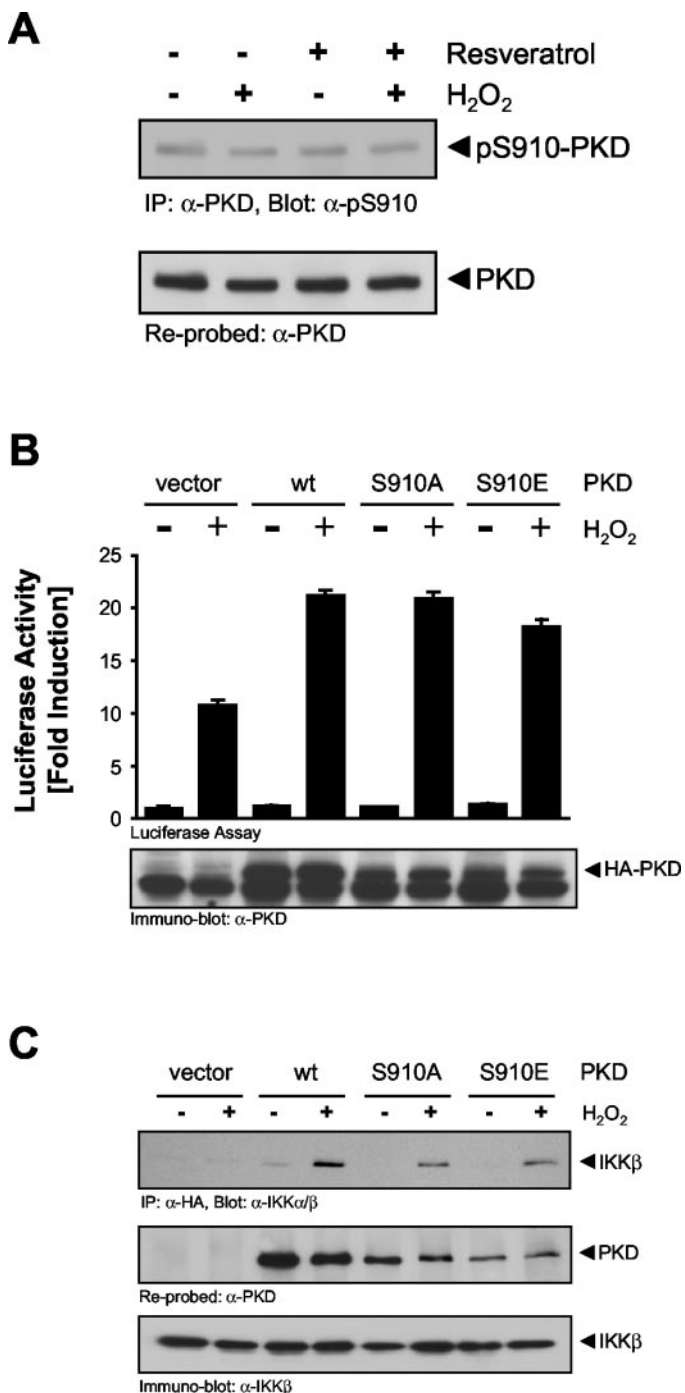 A
- - + + Resveratrol
- + - + H₂O₂
◄ pS910-PKD
IP: α-PKD, Blot: α-pS910
◄ PKD
Re-probed: α-PKD
B
vector wt S910A S910E PKD
- + - + - + - + H₂O₂
Luciferase Activity
[Fold Induction]
25
20
15
10
5
0
Luciferase Assay
◄ HA-PKD
Immuno-blot: α-PKD
C
vector wt S910A S910E PKD
- + - + - + - + H₂O₂
◄ IKKβ
IP: α-HA, Blot: α-IKKα/β
◄ PKD
Re-probed: α-PKD
◄ IKKβ
Immuno-blot: α-IKKβ